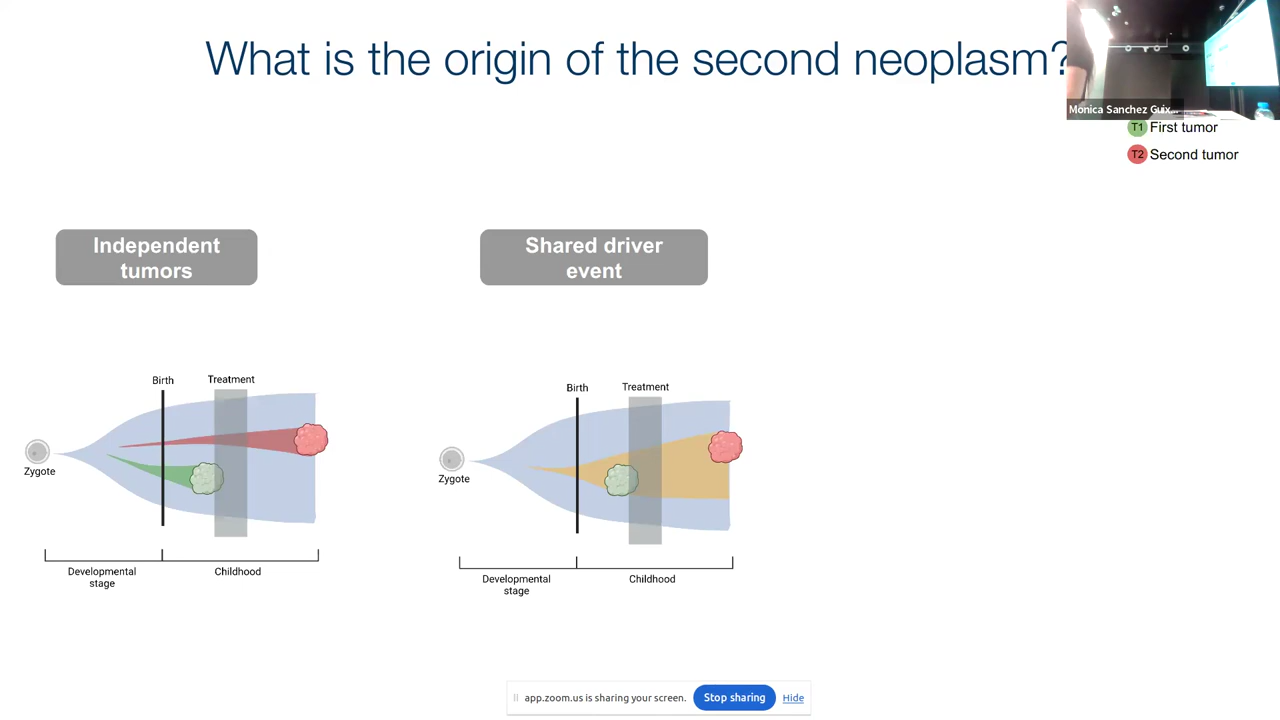 What is the origin of the second neoplasm?
Mònica Sanchez Guix...
T1 First tumor
T2 Second tumor
Independent
tumors
Shared driver
event
Birth
Treatment
Zygote
Developmental
stage
Childhood
Birth
Treatment
Zygote
Developmental
stage
Childhood
app.zoom.us is sharing your screen.
Stop sharing
Hide